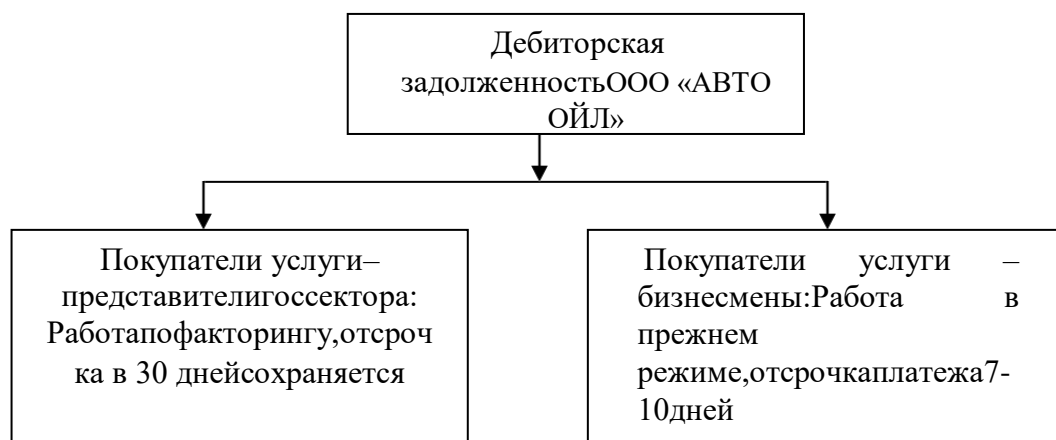 Дебиторская
задолженностьООО «АВТО
ОЙЛ»
Покупатели услуги–
представителигоссектора:
Работапофакторингу,отсроч
ка в 30 днейсохраняется
Покупатели услуги –
бизнесмены:Работа в
прежнем
режиме,отсрочкаплатежа7-
10дней